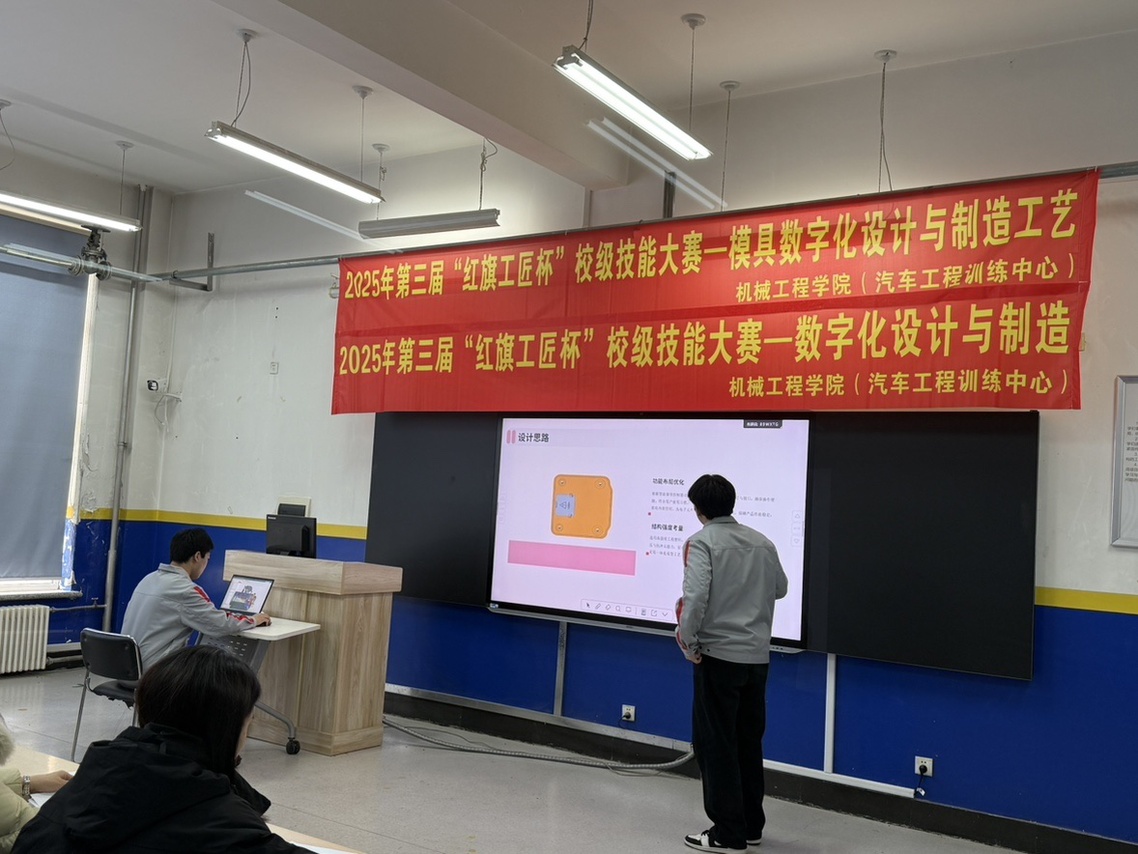 2025年第三届“红旗工匠杯”校级技能大赛—模具数字化设计与制造工艺
机械工程学院（汽车工程训练中心）
2025年第三届“红旗工匠杯”校级技能大赛—数字化设计与制造
机械工程学院（汽车工程训练中心）
设计思路
功能布局优化
结构强度考量